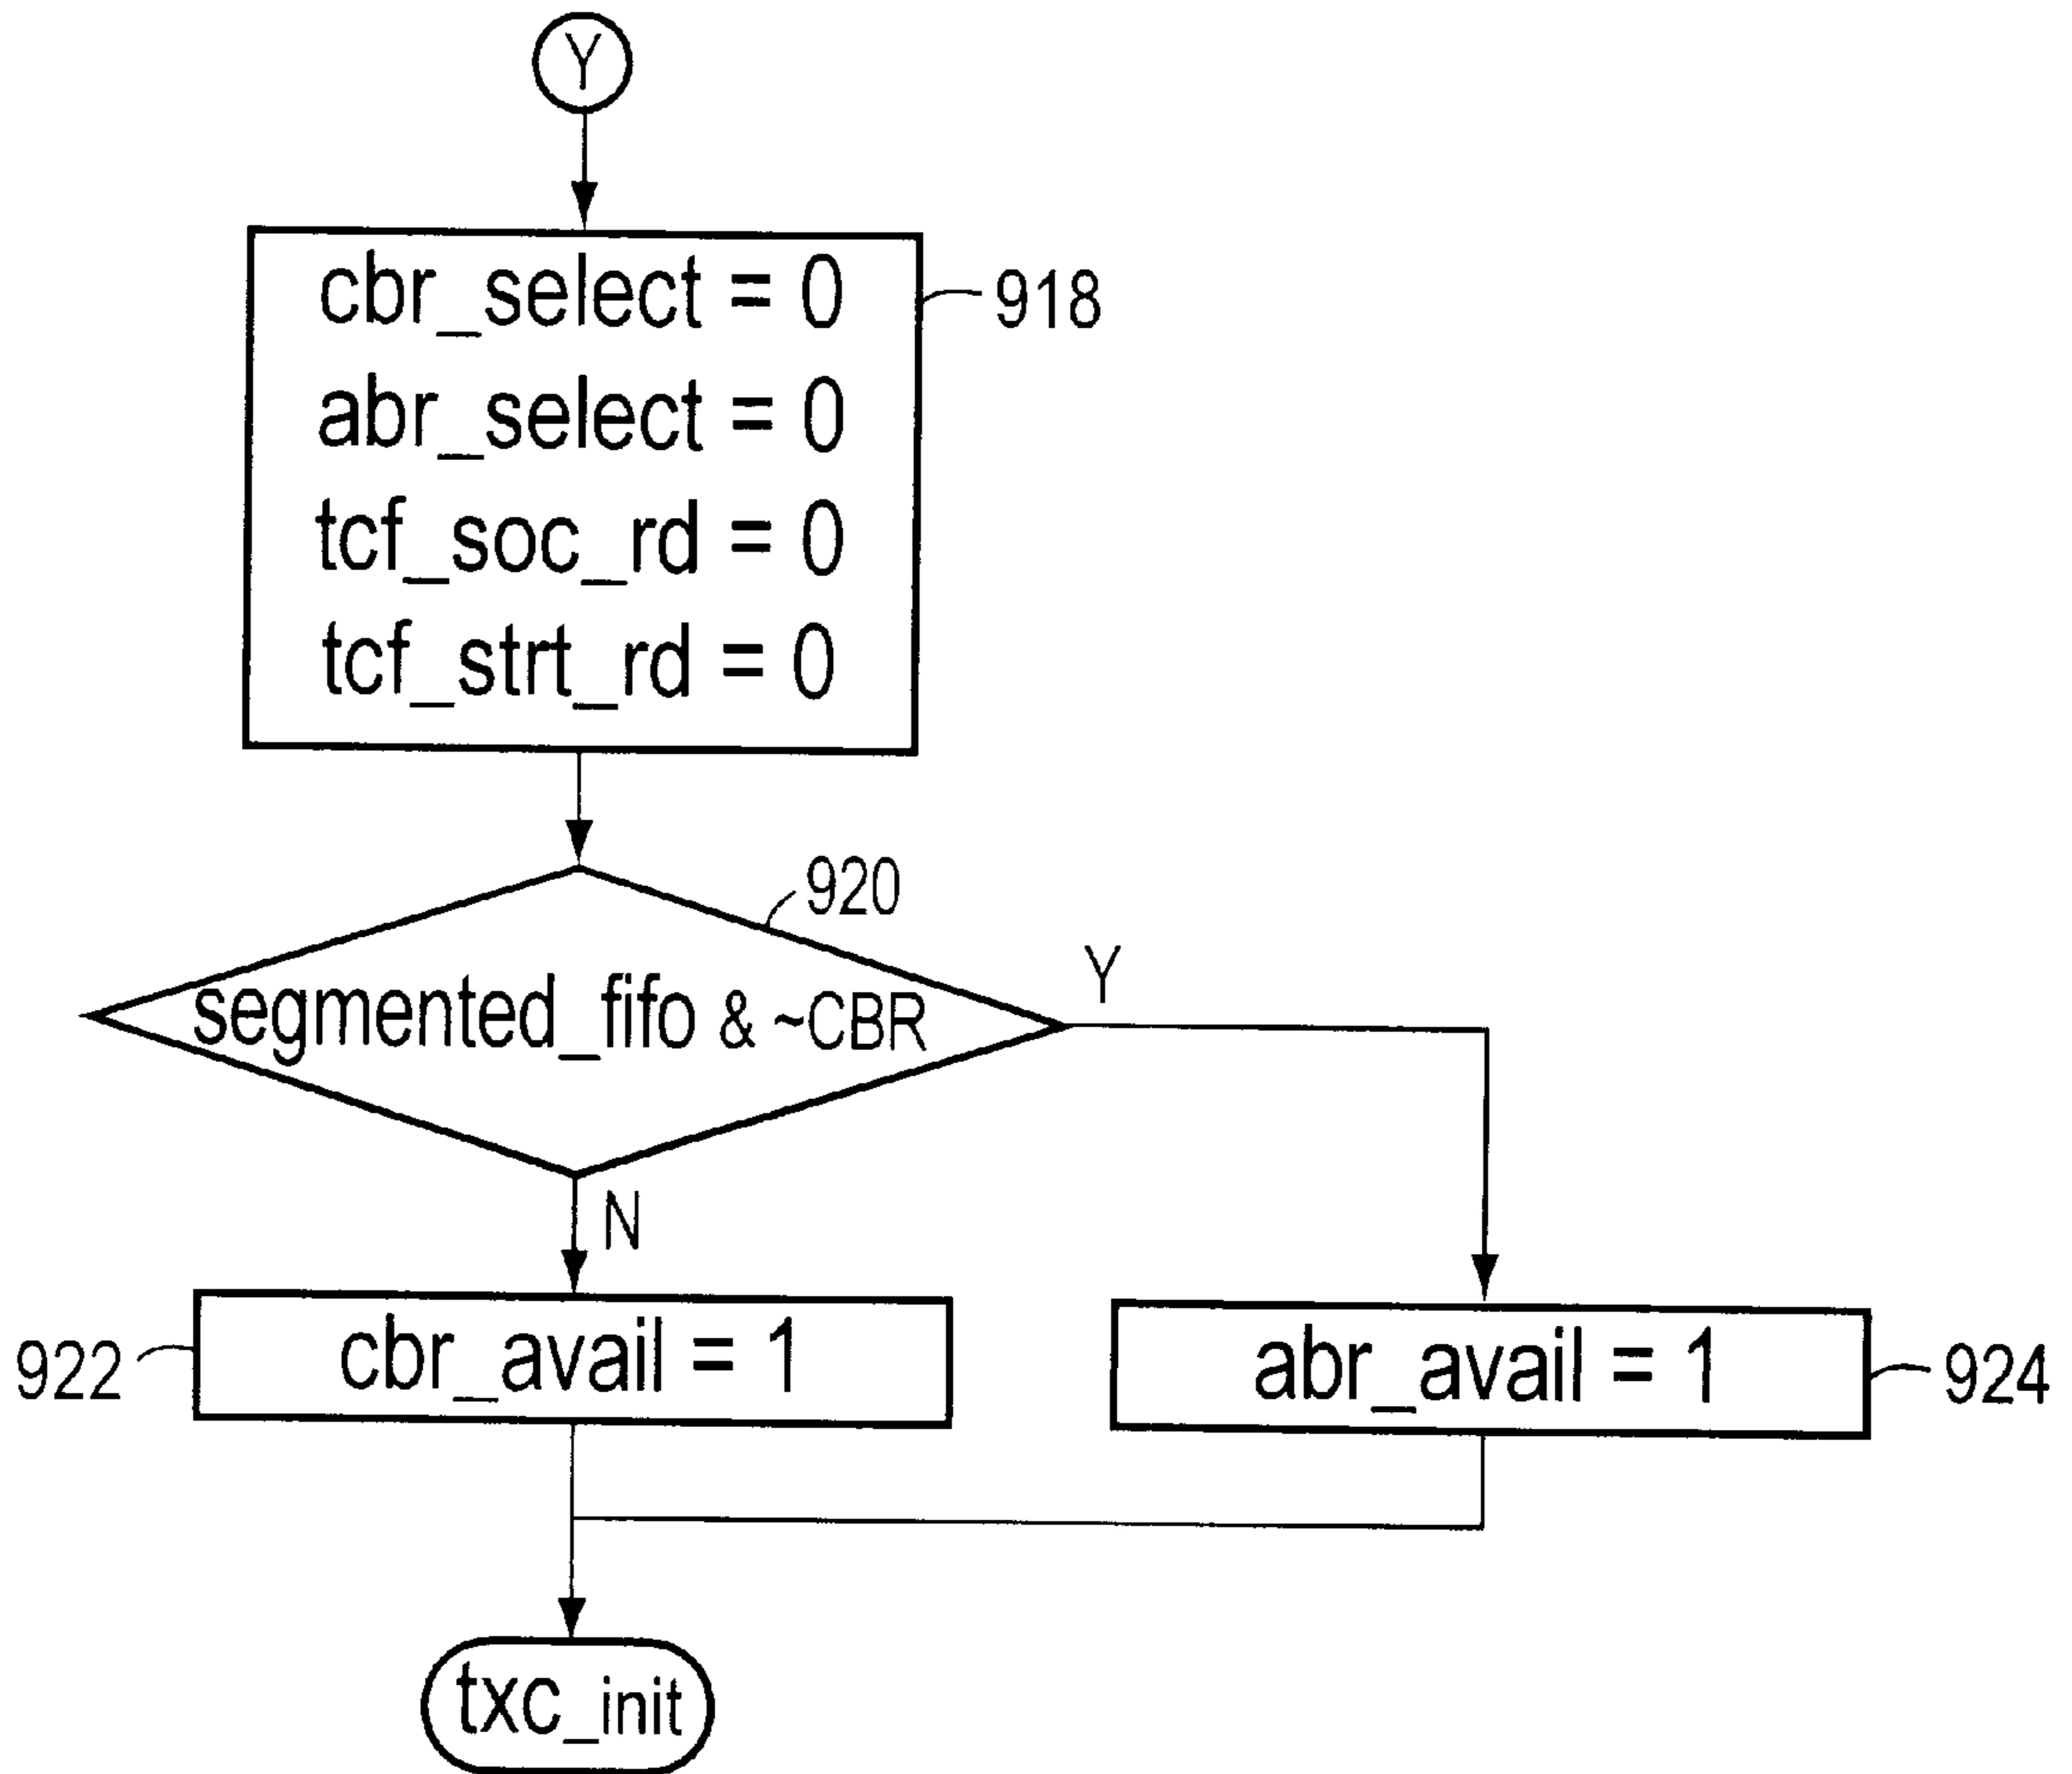 Y
cbr_select = 0
918
abr_select = 0
tcf_soc_rd = 0
tcf_strt_rd = 0
920
segmented_fifo & ~CBR
Y
N
922
cbr_avail = 1
abr_avail = 1
924
txc_init